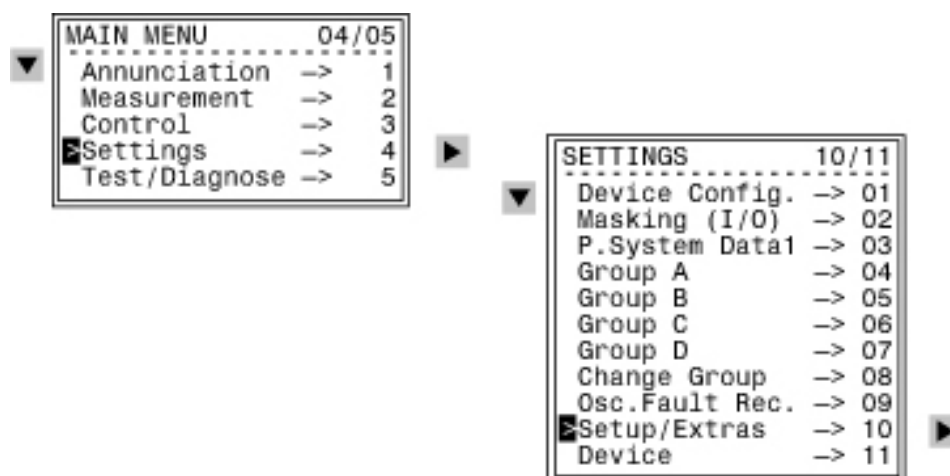 MAIN MENU 04/05
Annunciation —> 1
Measurement —> 2
Control —> 3
>Settings —> 4
Test/Diagnose —> 5
SETTINGS 10/11
Device Config. —> 01
Masking (I/O) —> 02
P.System Data1 —> 03
Group A —> 04
Group B —> 05
Group C —> 06
Group D —> 07
Change Group —> 08
Osc.Fault Rec. —> 09
>Setup/Extras —> 10
Device —> 11